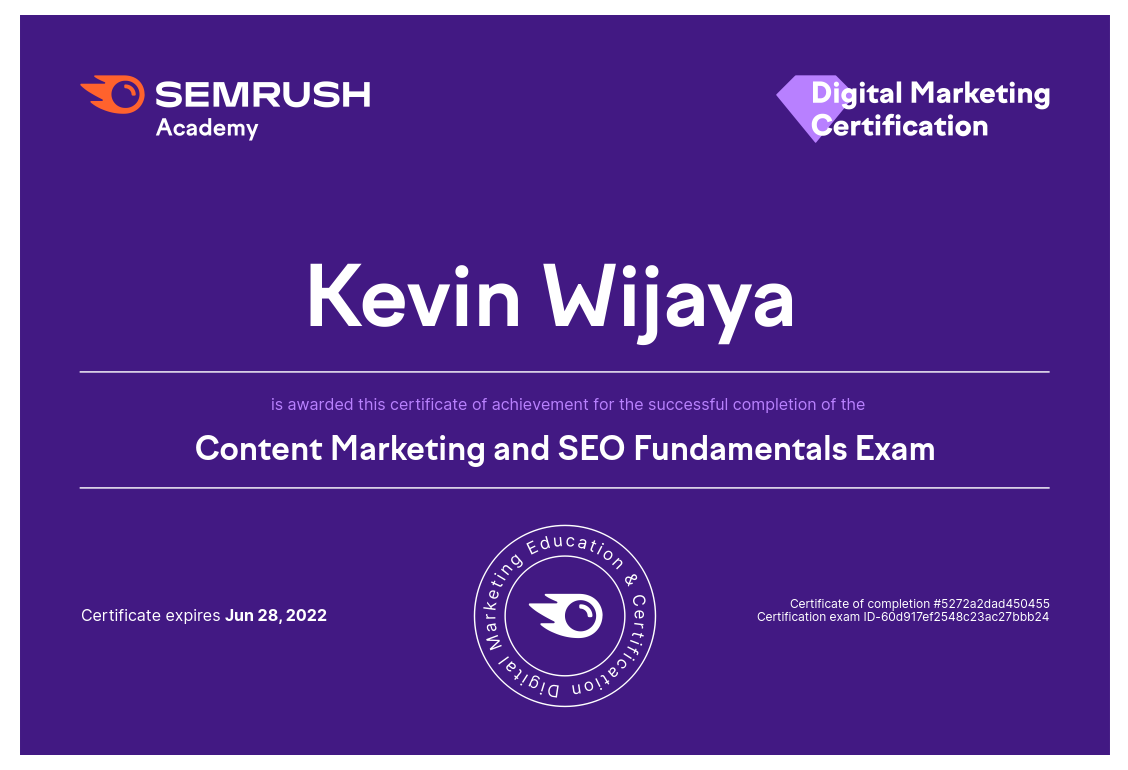 SEMRUSH
Academy
Digital Marketing
Certification
Kevin Wijaya
is awarded this certificate of achievement for the successful completion of the
Content Marketing and SEO Fundamentals Exam
Certificate expires Jun 28, 2022
Digital Marketing Education & Certification
Certificate of completion #5272a2dad450455
Certification exam ID-60d917ef2548c23ac27bbb24